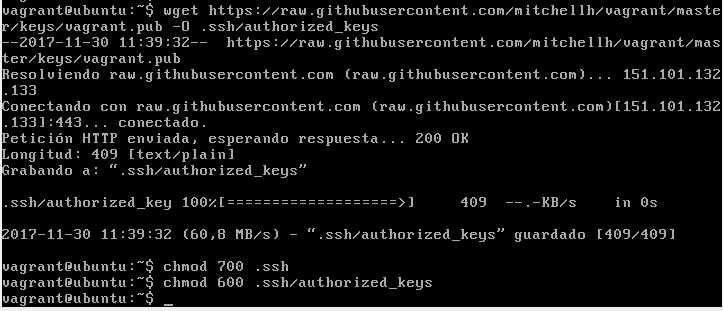 vagrant@ubuntu:~$ wget https://raw.githubusercontent.com/mitchellh/vagrant/maste
r/keys/vagrant.pub -O .ssh/authorized_keys
--2017-11-30 11:39:32--  https://raw.githubusercontent.com/mitchellh/vagrant/mas
ter/keys/vagrant.pub
Resolviendo raw.githubusercontent.com (raw.githubusercontent.com)... 151.101.132
.133
Conectando con raw.githubusercontent.com (raw.githubusercontent.com)[151.101.132
.133]:443... conectado.
Petición HTTP enviada, esperando respuesta... 200 OK
Longitud: 409 [text/plain]
Grabando a: “.ssh/authorized_keys”
.ssh/authorized_key 100%[===================>]     409  --.-KB/s    in 0s
2017-11-30 11:39:32 (60,8 MB/s) - “.ssh/authorized_keys” guardado [409/409]
vagrant@ubuntu:~$ chmod 700 .ssh
vagrant@ubuntu:~$ chmod 600 .ssh/authorized_keys
vagrant@ubuntu:~$ _